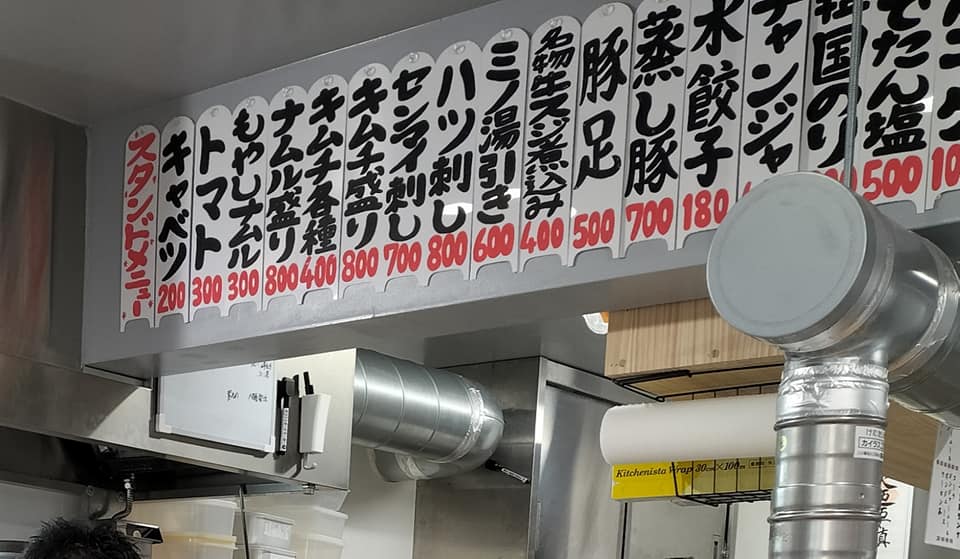 スタンドメニュー
キャベツ 200
トマト 300
もやしナムル 300
ナムル盛り 800
キムチ各種 400
キムチ盛り 800
センマイ刺し 700
ハツ刺し 800
ミノ湯引き 600
名物牛スジ煮込み 400
豚足 500
蒸し豚 700
水餃子 180
チャンジャ
韓国のり
でたん塩 500
Kitchenista Wrap 30cm×100m